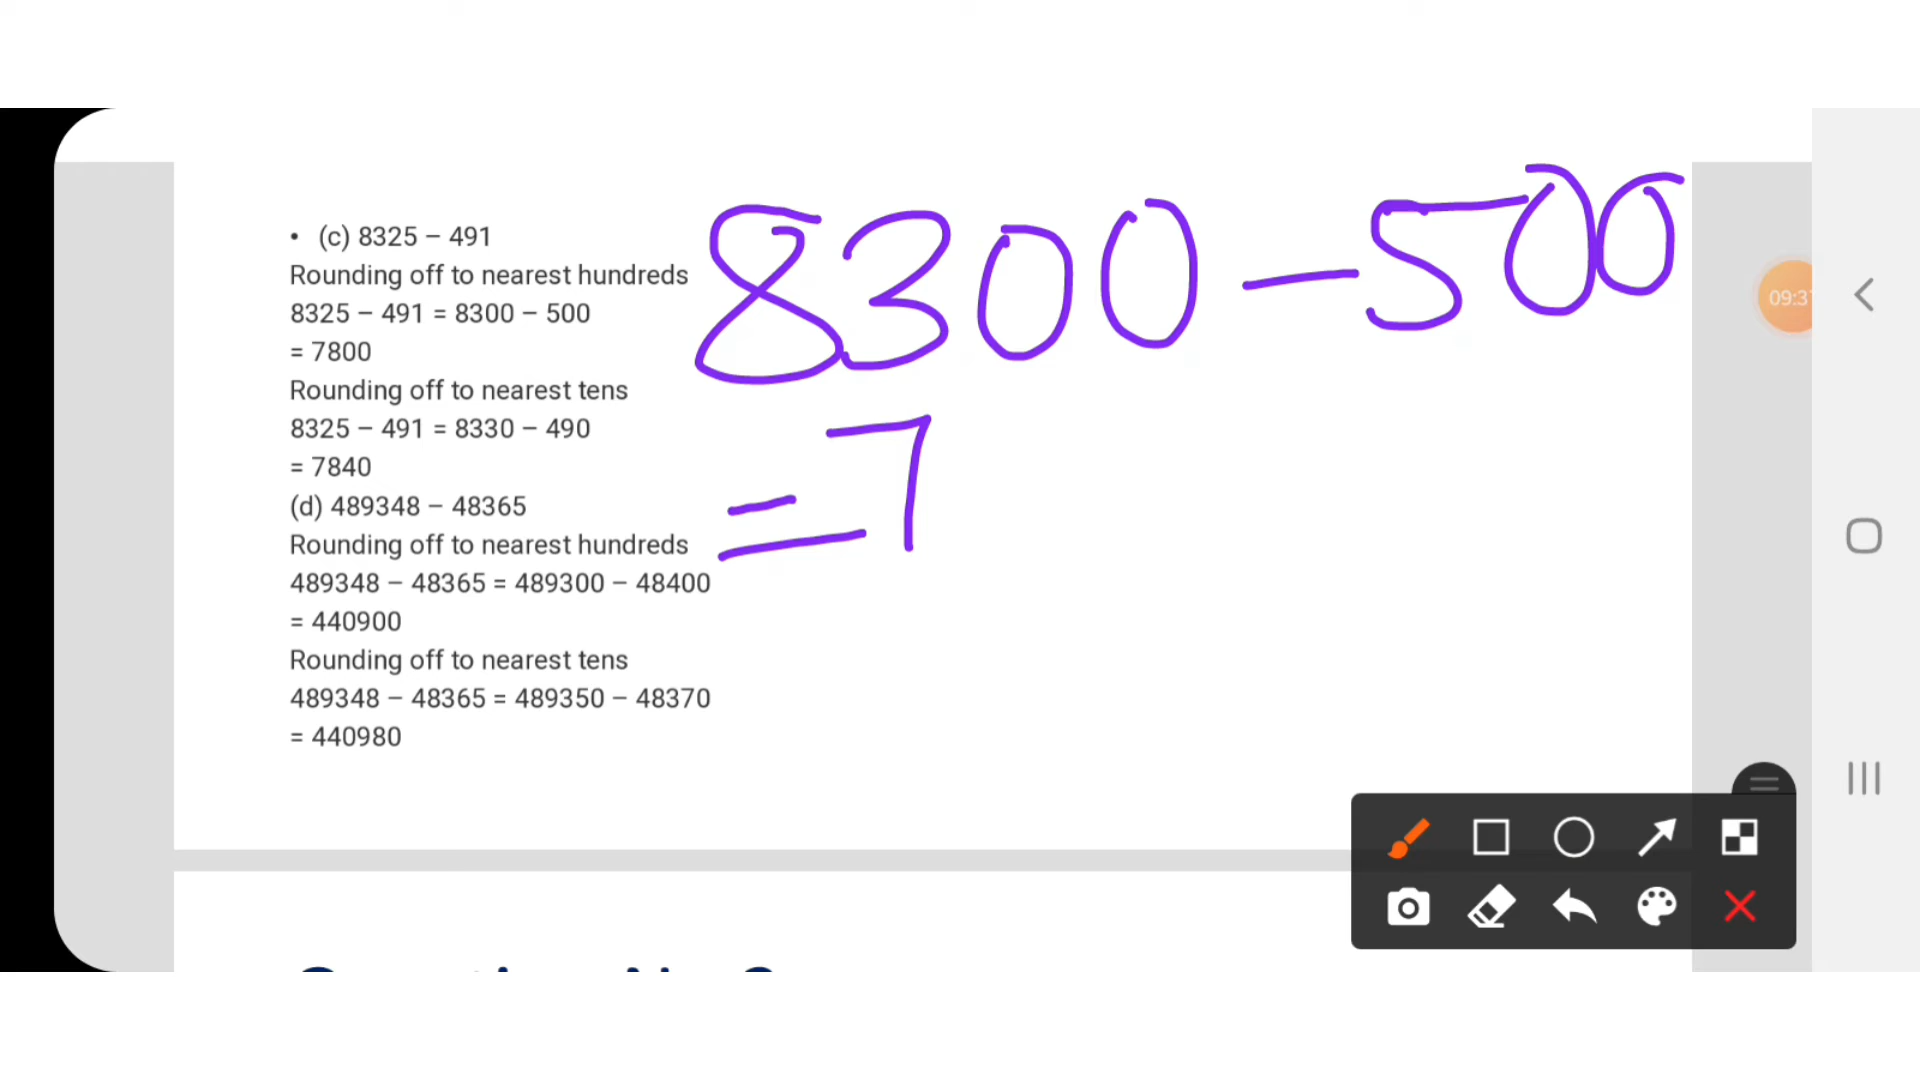 • (c) 8325 – 491
Rounding off to nearest hundreds
8325 – 491 = 8300 – 500
= 7800
Rounding off to nearest tens
8325 – 491 = 8330 – 490
= 7840
(d) 489348 – 48365
Rounding off to nearest hundreds
489348 – 48365 = 489300 – 48400
= 440900
Rounding off to nearest tens
489348 – 48365 = 489350 – 48370
= 440980
8300 – 500
= 7